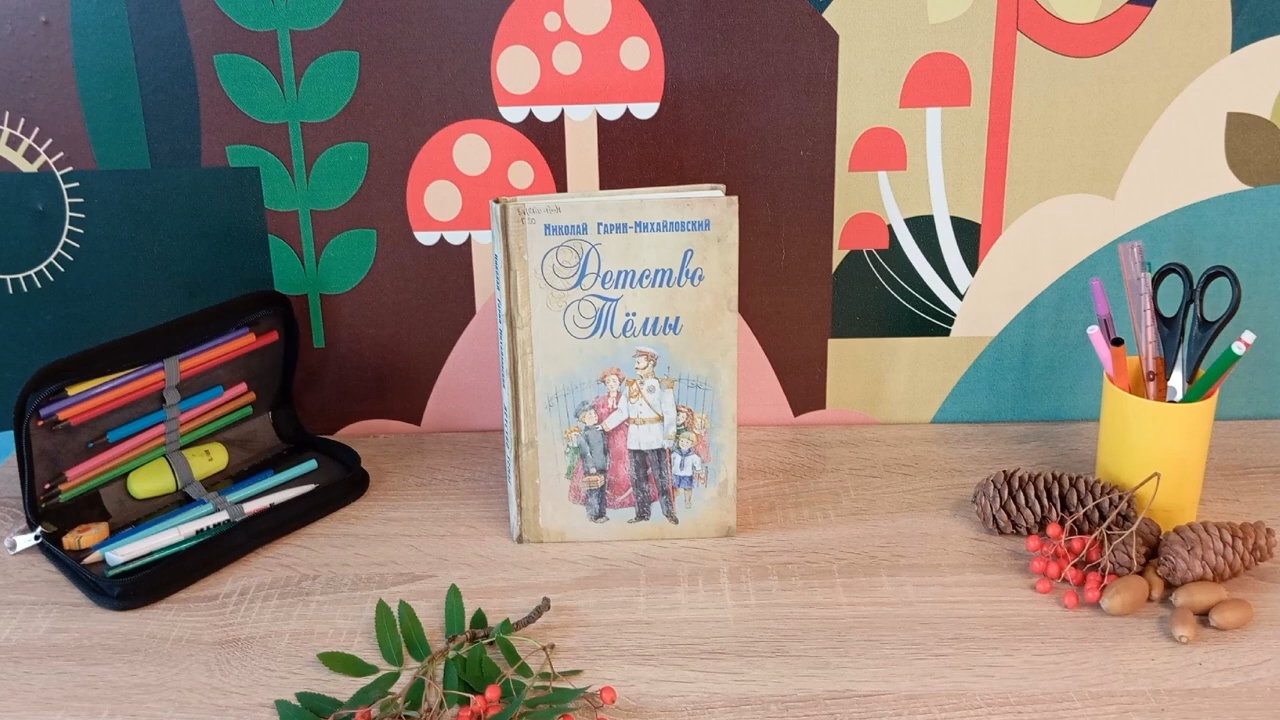 Николай Гарин-Михайловский
Детство
Тёмы